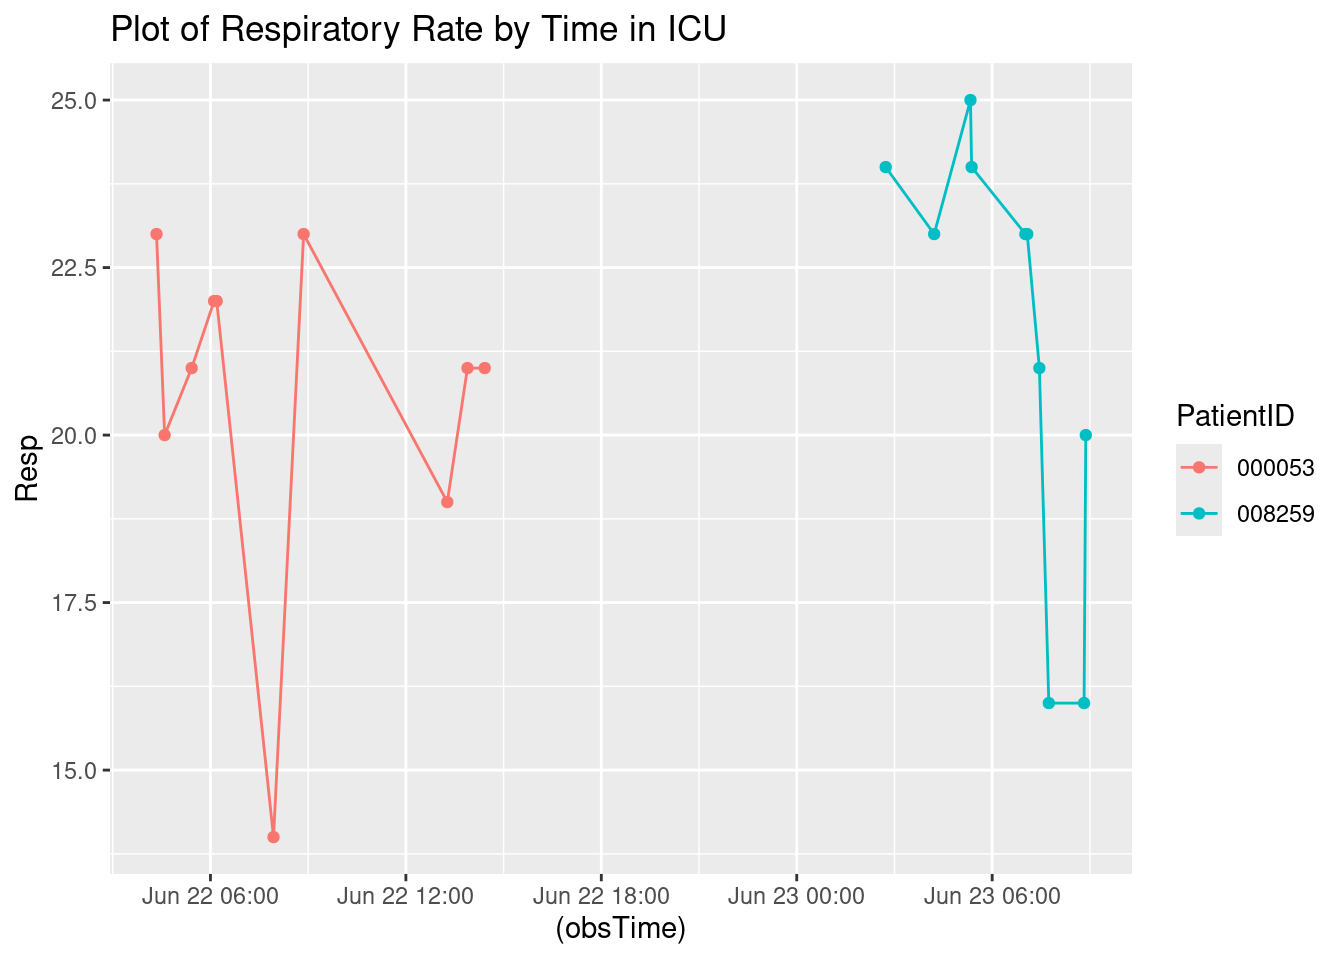 Plot of Respiratory Rate by Time in ICU
25.0
22.5
20.0
17.5
15.0
Resp
Jun 22 06:00
Jun 22 12:00
Jun 22 18:00
Jun 23 00:00
Jun 23 06:00
(obsTime)
PatientID
000053
008259